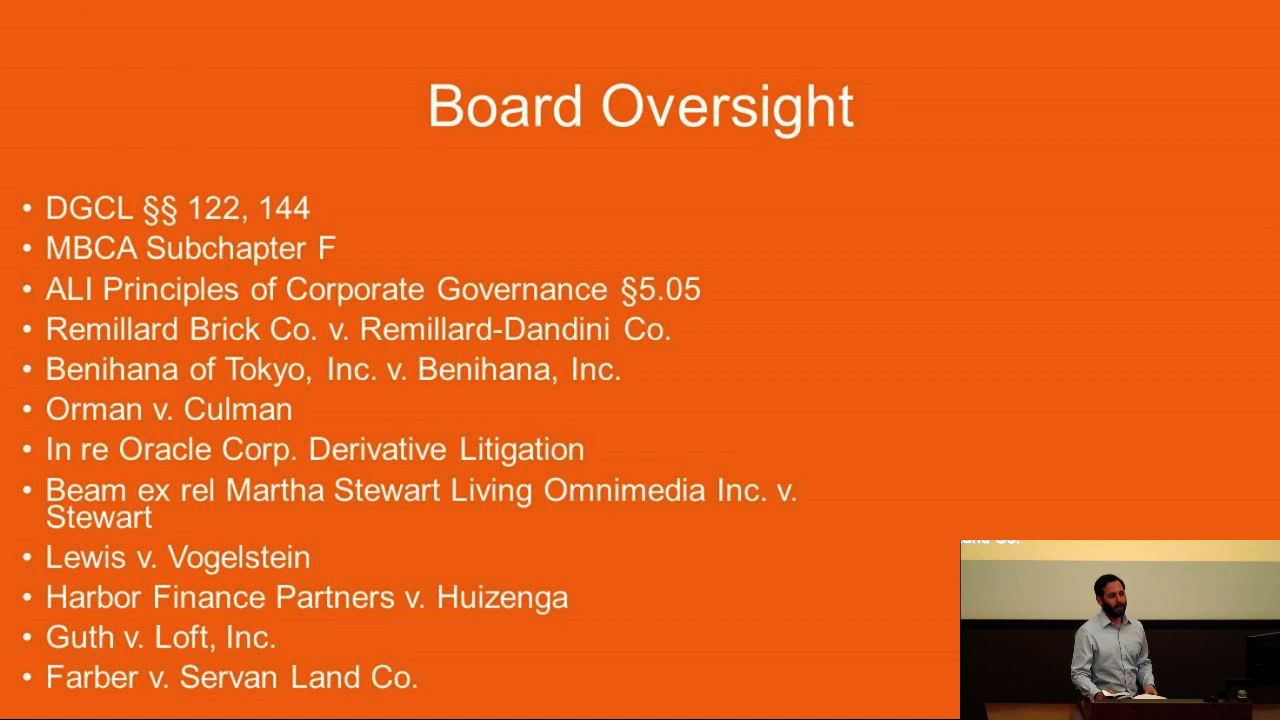 Board Oversight
• DGCL §§ 122, 144
• MBCA Subchapter F
• ALI Principles of Corporate Governance §5.05
• Remillard Brick Co. v. Remillard-Dandini Co.
• Benihana of Tokyo, Inc. v. Benihana, Inc.
• Orman v. Culman
• In re Oracle Corp. Derivative Litigation
• Beam ex rel Martha Stewart Living Omnimedia Inc. v.
Stewart
• Lewis v. Vogelstein
• Harbor Finance Partners v. Huizenga
• Guth v. Loft, Inc.
• Farber v. Servan Land Co.